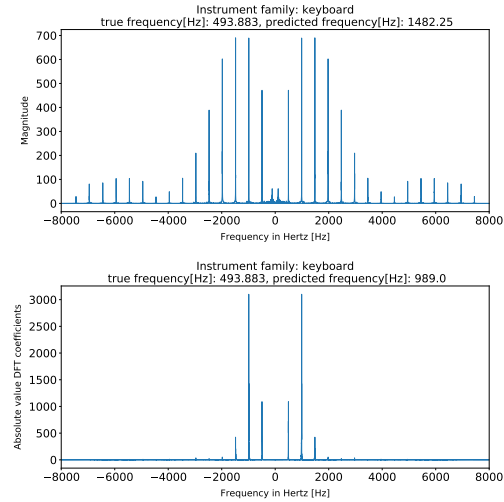 Instrument family: keyboard
true frequency[Hz]: 493.883, predicted frequency[Hz]: 1482.25
700
600
500
400
300
200
100
0
Magnitude
−8000 −6000 −4000 −2000 0 2000 4000 6000 8000
Frequency in Hertz [Hz]
Instrument family: keyboard
true frequency[Hz]: 493.883, predicted frequency[Hz]: 989.0
3000
2500
2000
1500
1000
500
0
Absolute value DFT coefficients
−8000 −6000 −4000 −2000 0 2000 4000 6000 8000
Frequency in Hertz [Hz]